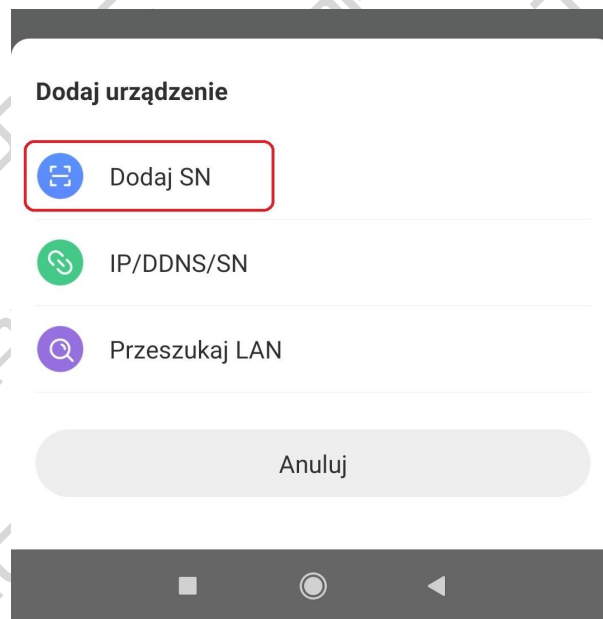 Dodaj urządzenie
Dodaj SN
IP/DDNS/SN
Przeszukaj LAN
Anuluj